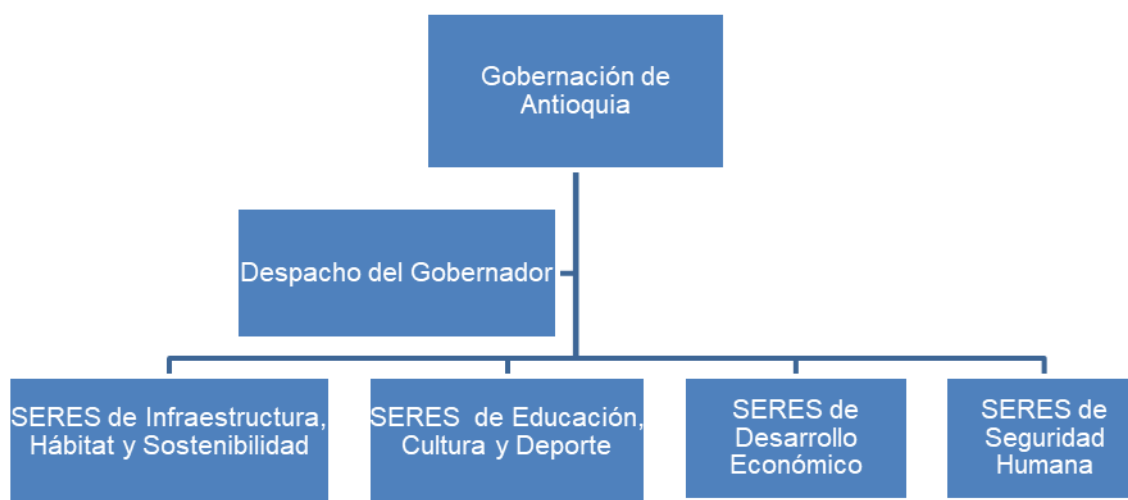 Gobernación de
Antioquia
Despacho del Gobernador
SERES de Infraestructura,
Hábitat y Sostenibilidad
SERES de Educación,
Cultura y Deporte
SERES de
Desarrollo
Económico
SERES de
Seguridad
Humana